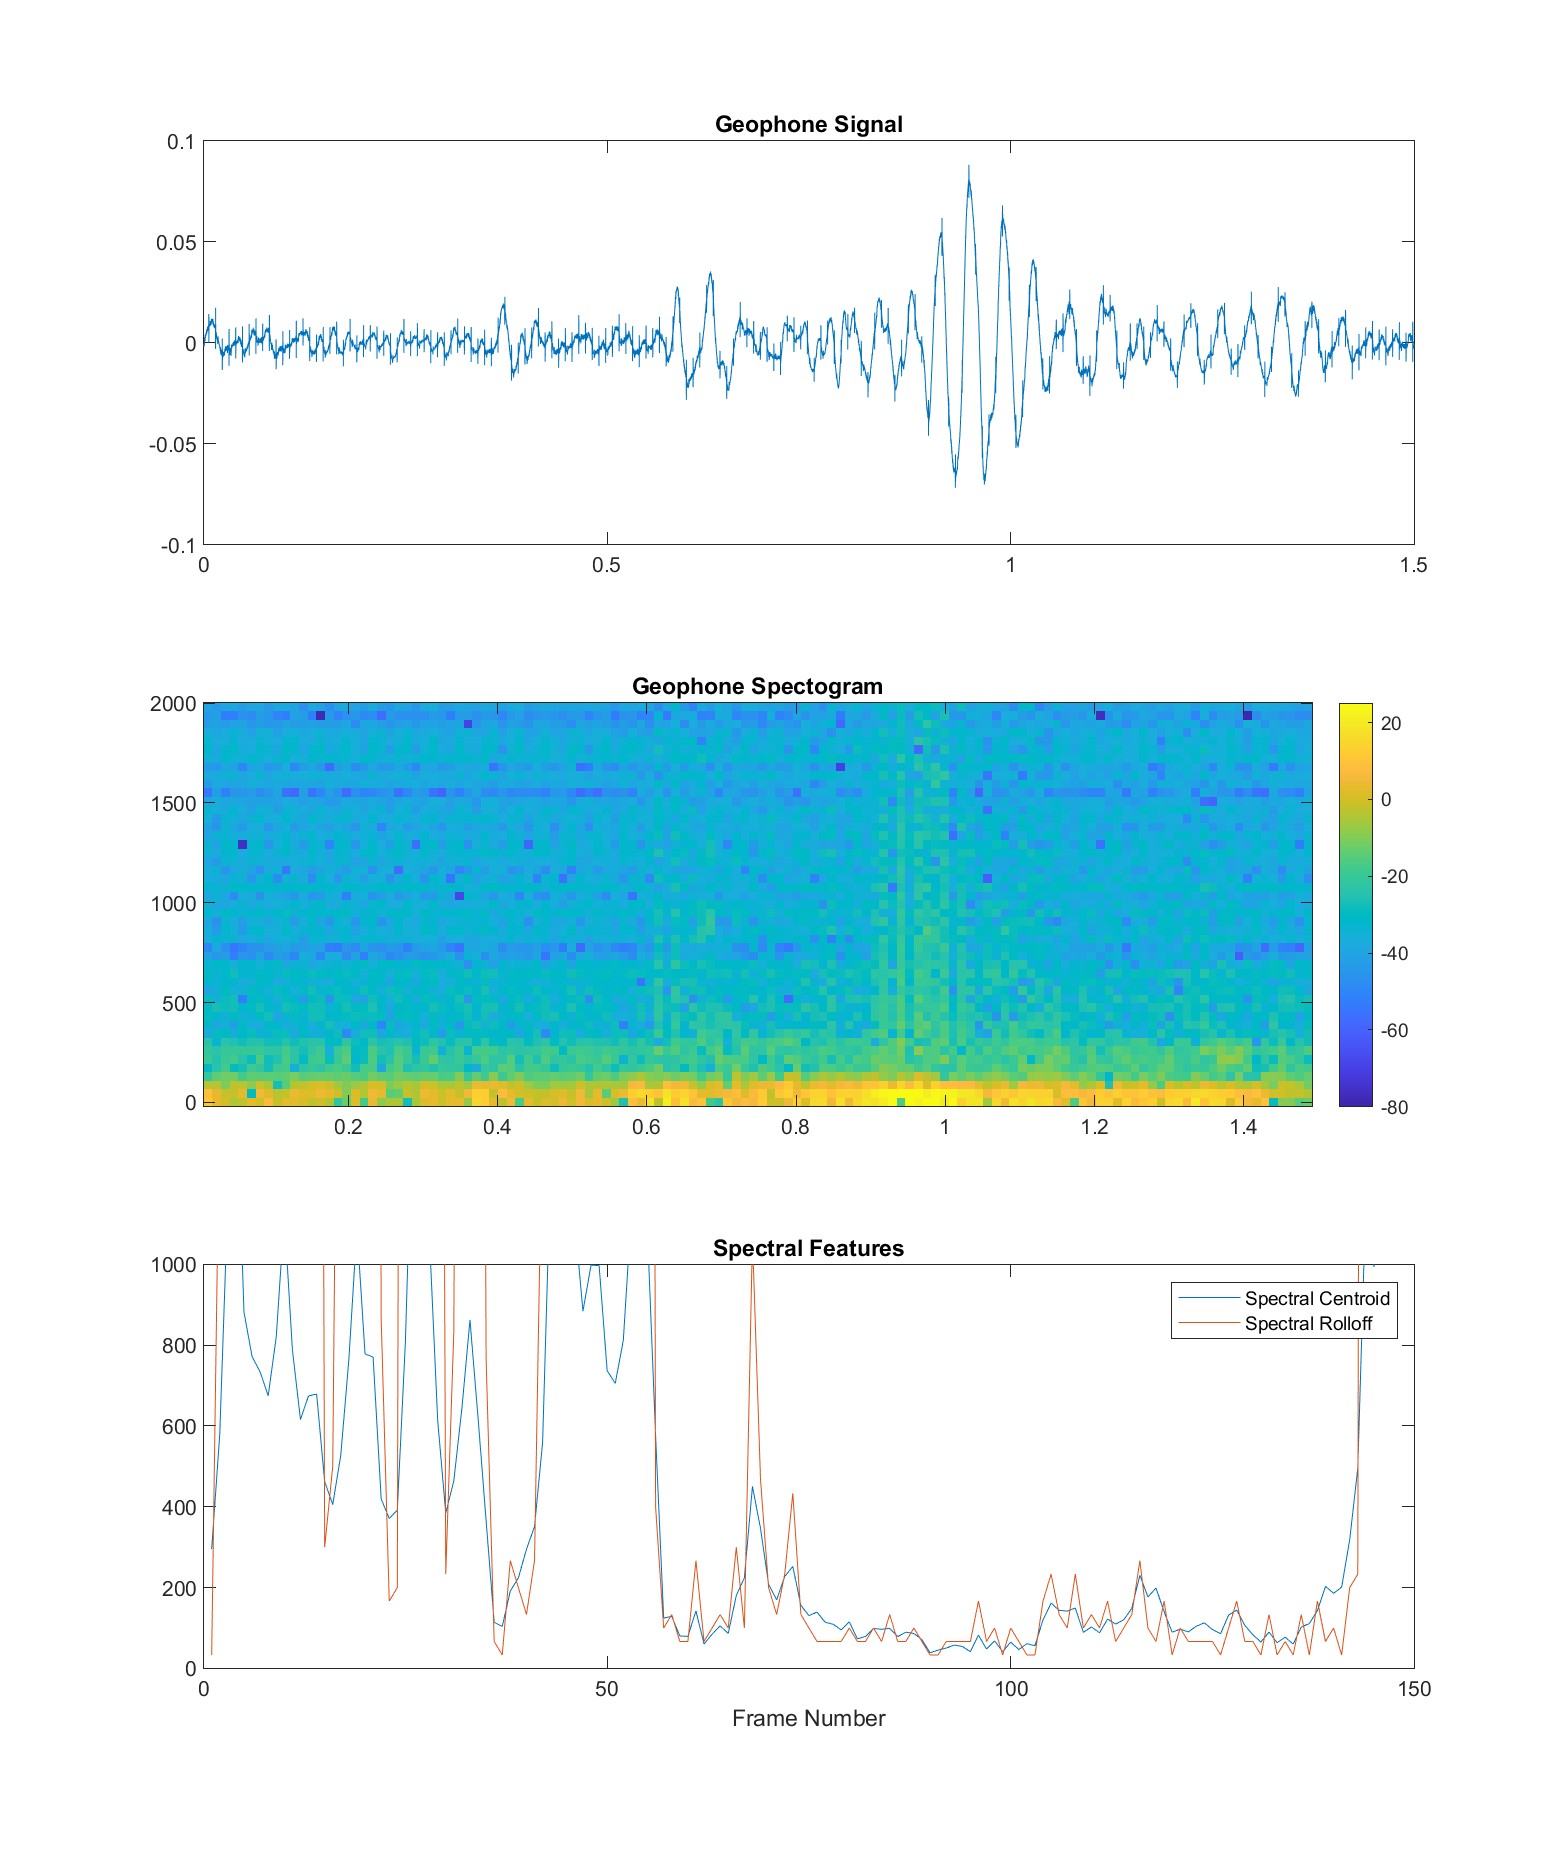 Geophone Signal
0.1
0.05
0
-0.05
-0.1
0 0.5 1 1.5
Geophone Spectogram
2000
1500
1000
500
0
0.2 0.4 0.6 0.8 1 1.2 1.4
20
0
-20
-40
-60
-80
Spectral Features
1000
800
600
400
200
0
Spectral Centroid
Spectral Rolloff
0 50 100 150
Frame Number